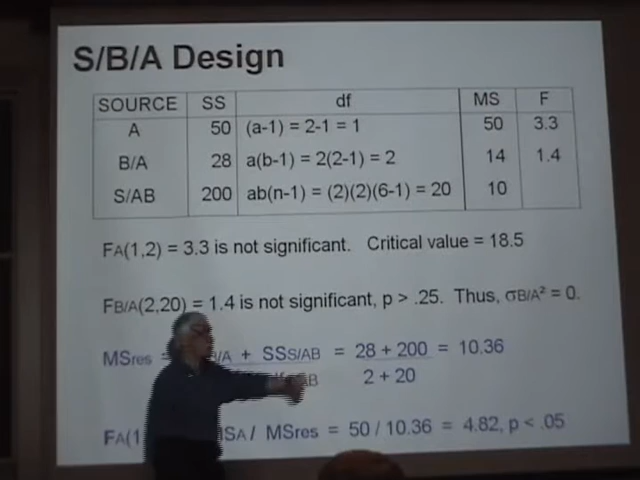 S/B/A Design
SOURCE SS df MS F
A 50 (a-1) = 2-1 = 1 50 3.3
B/A 28 a(b-1) = 2(2-1) = 2 14 1.4
S/AB 200 ab(n-1) = (2)(2)(6-1) = 20 10
FA(1,2) = 3.3 is not significant. Critical value = 18.5
FB/A(2,20) = 1.4 is not significant, p > .25. Thus, σB/A² = 0.
MSres = B/A + SSS/AB = 28 + 200 = 10.36
2 + 20
FA(1 SA / MSres = 50 / 10.36 = 4.82, p < .05